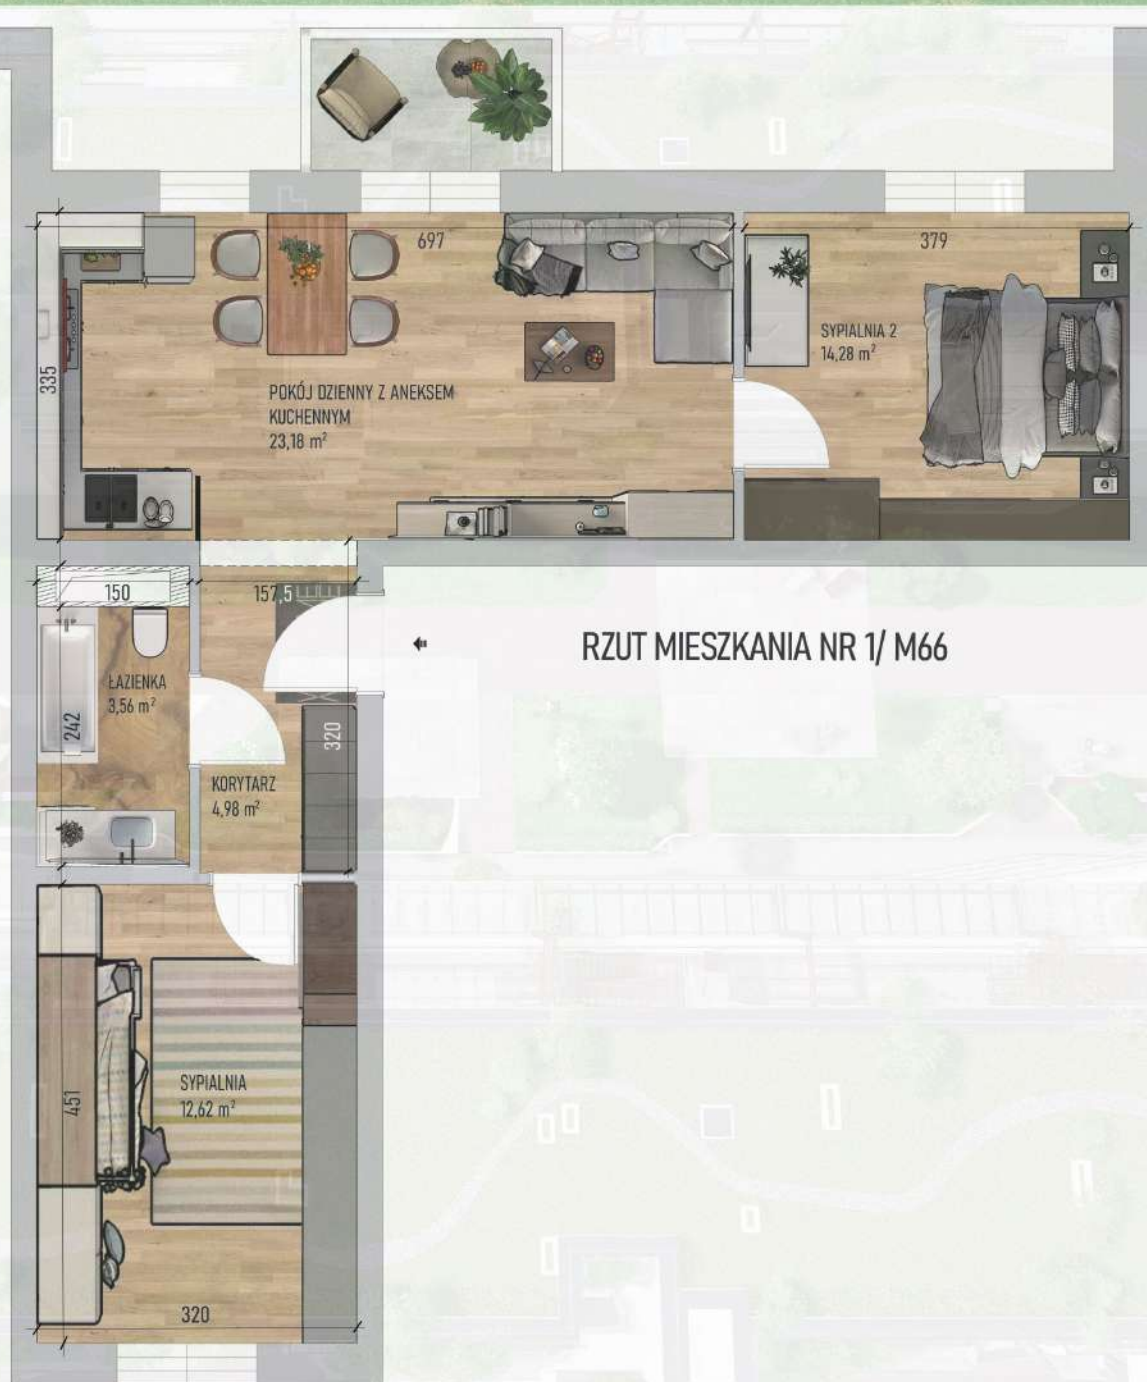 697
379
335
SYPIALNIA 2
14,28 m²
POKÓJ DZIENNY Z ANEKSEM
KUCHENNYM
23,18 m²
150
157,5
RZUT MIESZKANIA NR 1/ M66
ŁAZIENKA
3,56 m²
242
320
KORYTARZ
4,98 m²
451
SYPIALNIA
12,62 m²
320